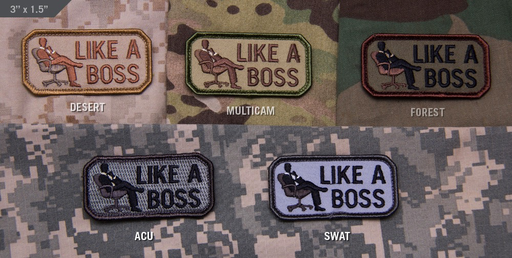 3" x 1.5"
LIKE A
BOSS
DESERT
LIKE A
BOSS
MULTICAM
LIKE A
BOSS
FOREST
LIKE A
BOSS
ACU
LIKE A
BOSS
SWAT